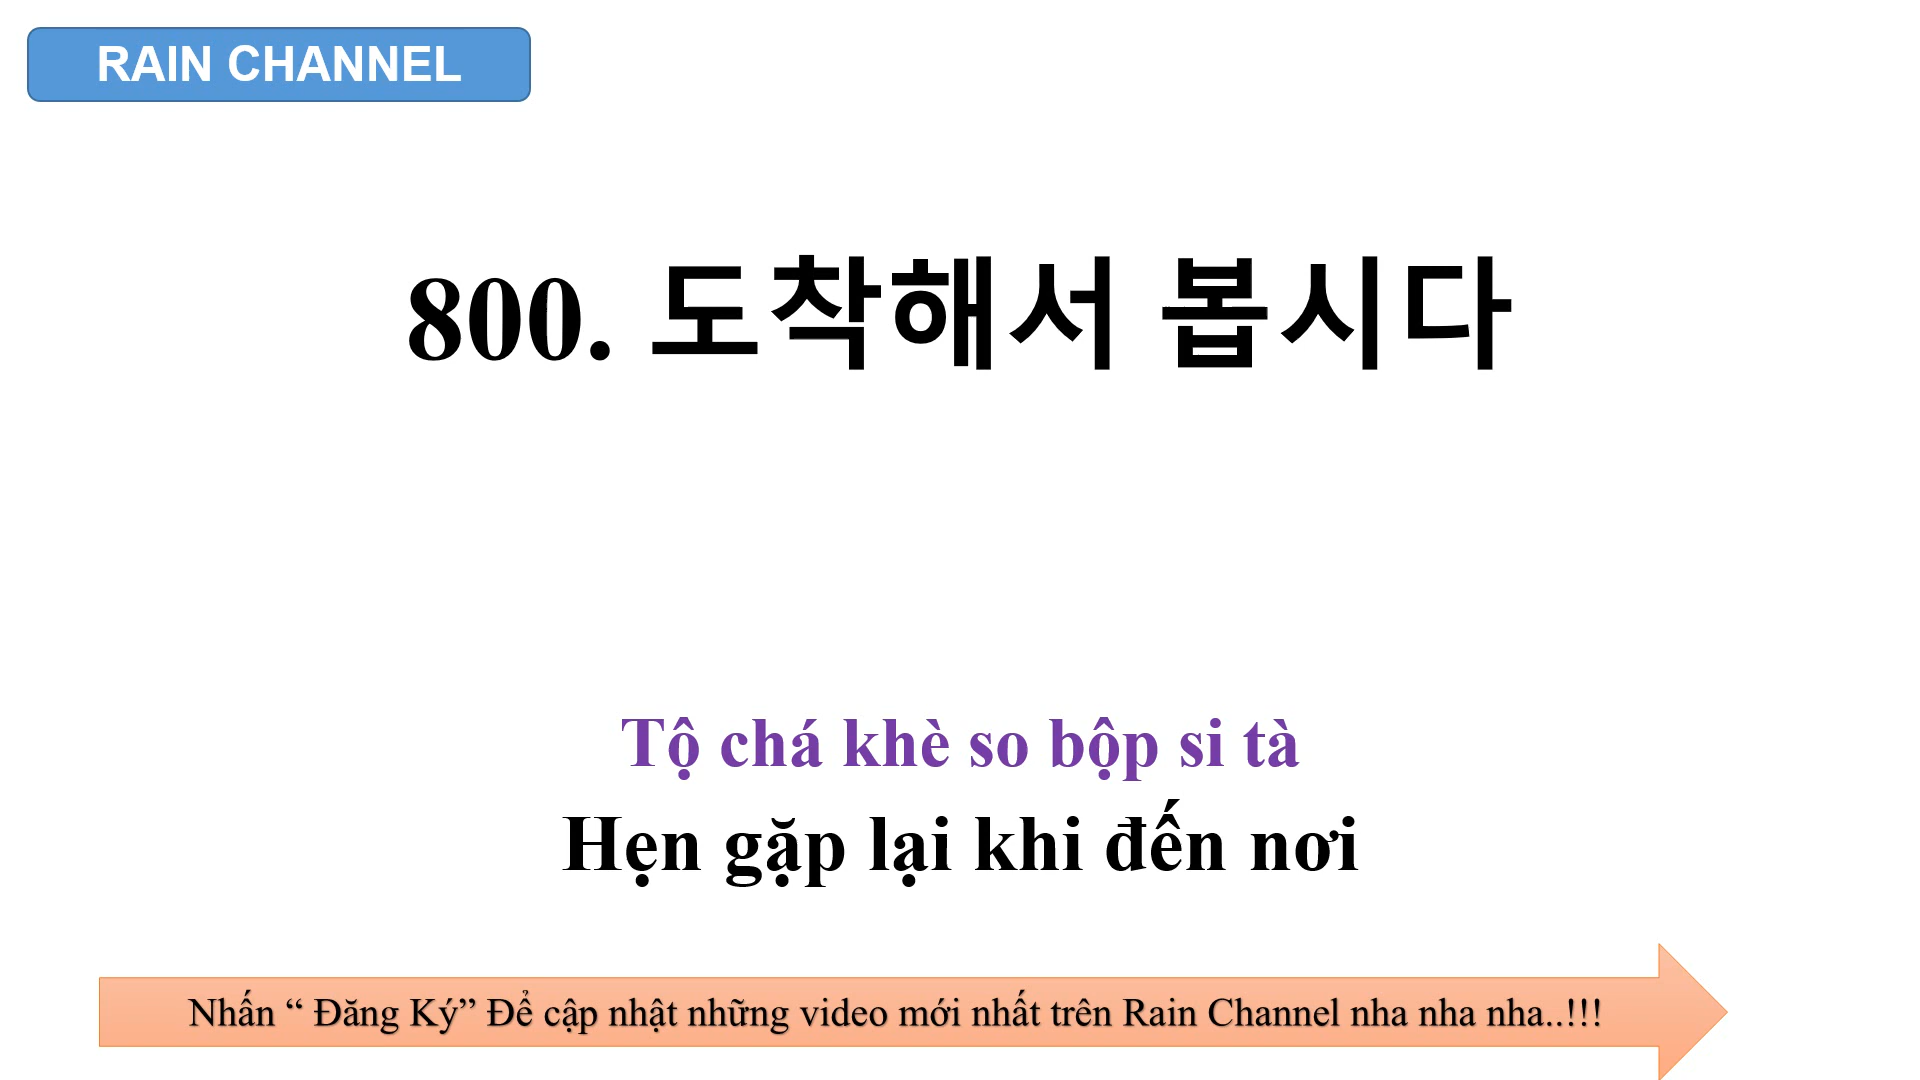 RAIN CHANNEL
800. 도착해서 봅시다
Tộ chá khè so bộp si tà
Hẹn gặp lại khi đến nơi
Nhấn “ Đăng Ký” Để cập nhật những video mới nhất trên Rain Channel nha nha nha..!!!